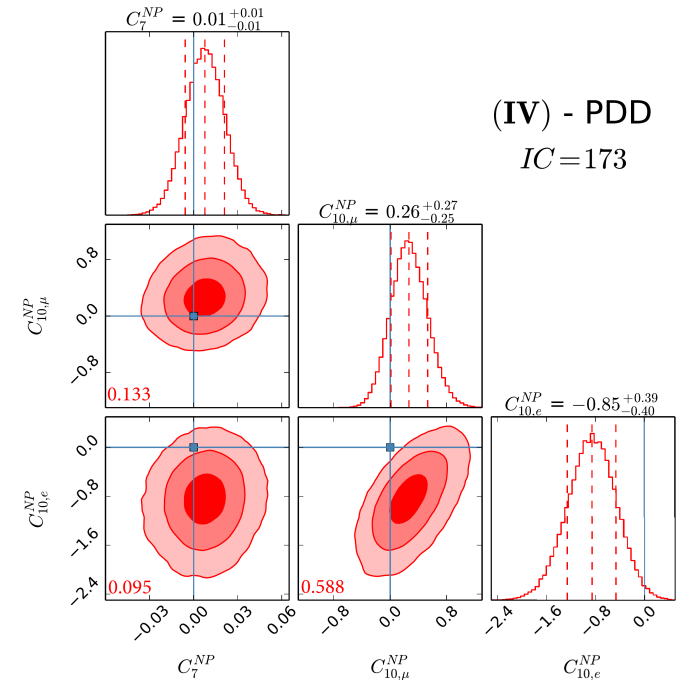 C_7^{NP} = 0.01^{+0.01}_{−0.01}
(IV) - PDD
IC=173
C_{10,μ}^{NP} = 0.26^{+0.27}_{−0.25}
C_{10,μ}^{NP}
0.8
0.0
−0.8
0.133
C_{10,e}^{NP} = −0.85^{+0.39}_{−0.40}
C_{10,e}^{NP}
0.0
−0.8
−1.6
−2.4
0.095
0.588
−0.03 0.00 0.03 0.06
−0.8 0.0 0.8
−2.4 −1.6 −0.8 0.0
C_7^{NP}
C_{10,μ}^{NP}
C_{10,e}^{NP}